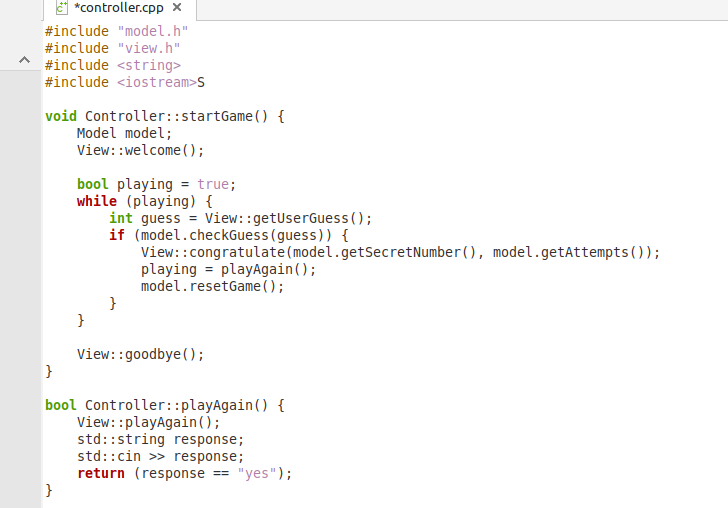 *controller.cpp
#include "model.h"
#include "view.h"
#include <string>
#include <iostream>S

void Controller::startGame() {
    Model model;
    View::welcome();

    bool playing = true;
    while (playing) {
        int guess = View::getUserGuess();
        if (model.checkGuess(guess)) {
            View::congratulate(model.getSecretNumber(), model.getAttempts());
            playing = playAgain();
            model.resetGame();
        }
    }

    View::goodbye();
}

bool Controller::playAgain() {
    View::playAgain();
    std::string response;
    std::cin >> response;
    return (response == "yes");
}